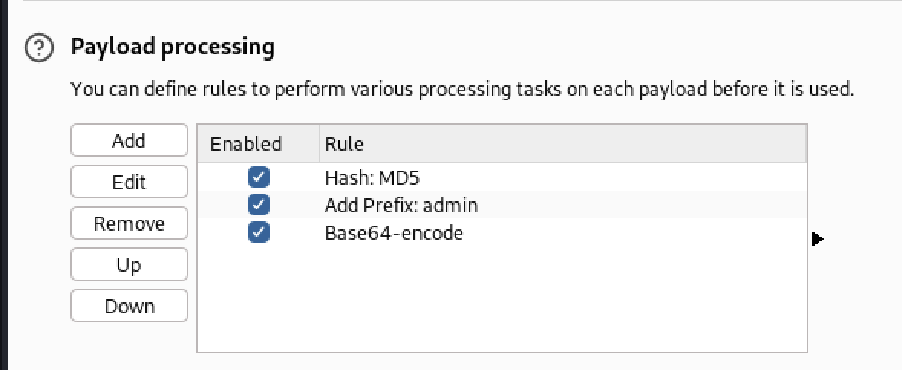 Payload processing
You can define rules to perform various processing tasks on each payload before it is used.
Add
Edit
Remove
Up
Down
Enabled Rule
Hash: MD5
Add Prefix: admin
Base64-encode